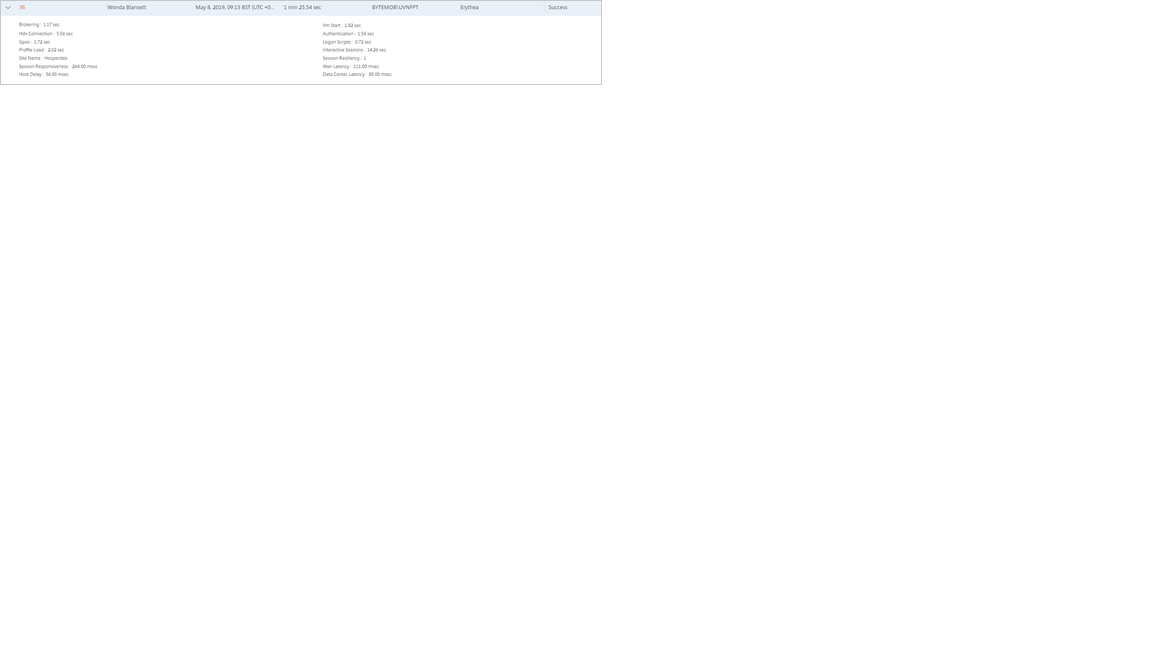 36 Wonda Blansett May 8, 2019, 09:13 BST (UTC +0... 1 min 25.54 sec BYTEMOB\UVNFPT Erythea Success
Brokering : 1.17 sec
Hdx Connection : 5.56 sec
Gpos : 1.72 sec
Profile Load : 2.02 sec
Site Name : Hesperides
Session Responsiveness : 264.00 msec
Host Delay : 36.00 msec
Vm Start : 1.82 sec
Authentication : 1.56 sec
Logon Scripts : 0.72 sec
Interactive Sessions : 14.26 sec
Session Resiliency : 1
Wan Latency : 111.00 msec
Data Center Latency : 85.00 msec